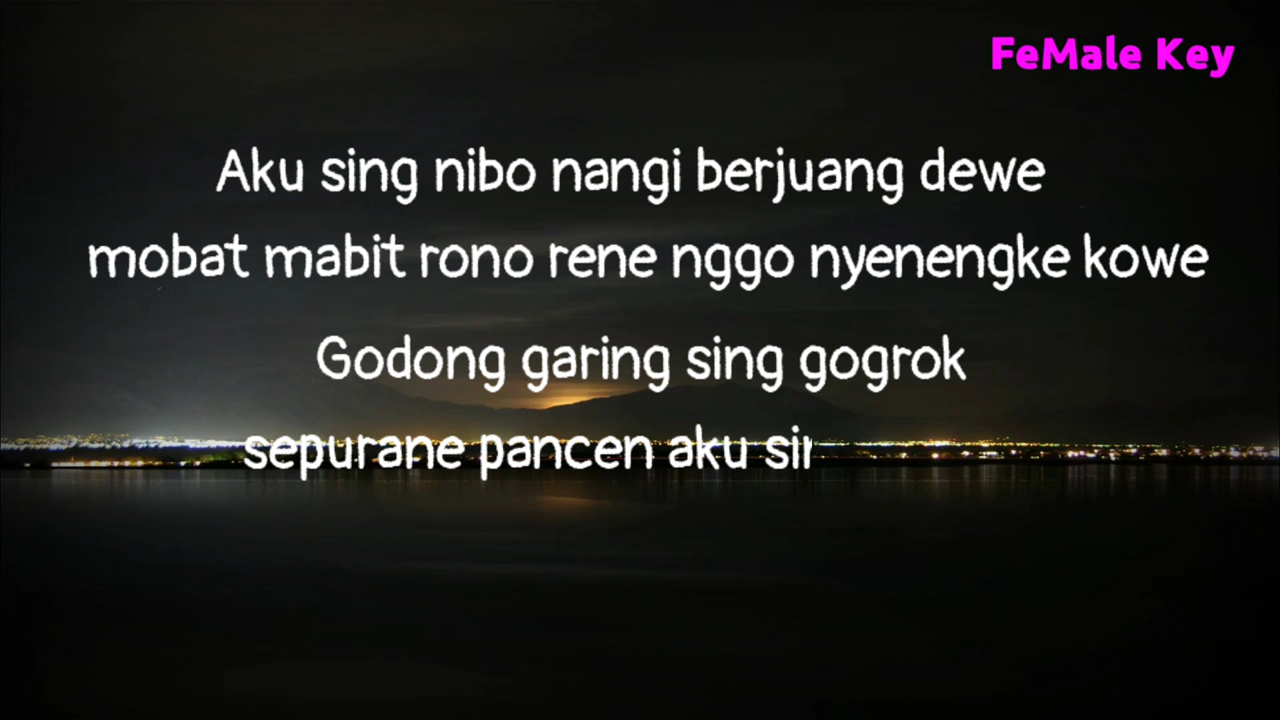 FeMale Key
Aku sing nibo nangi berjuang dewe
mobat mabit rono rene nggo nyenengke kowe
Godong garing sing gogrok
sepurane pancen aku